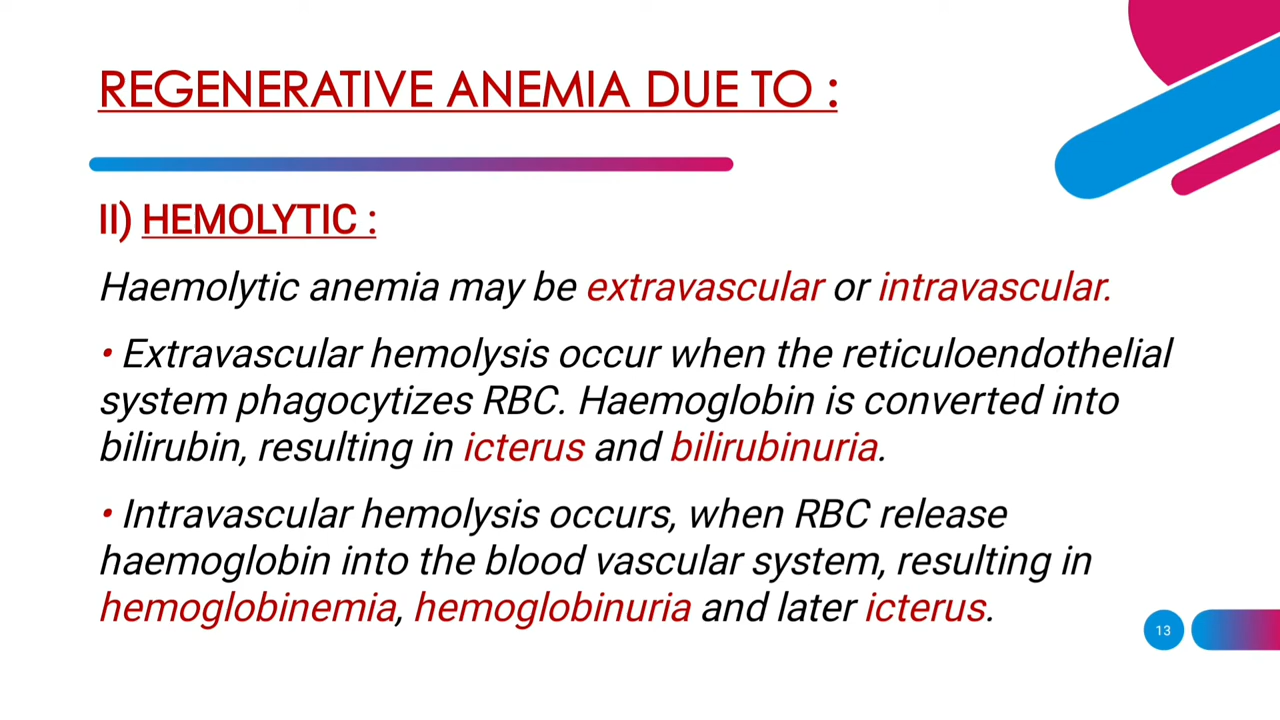 REGENERATIVE ANEMIA DUE TO :
II) HEMOLYTIC :
Haemolytic anemia may be extravascular or intravascular.
• Extravascular hemolysis occur when the reticuloendothelial
system phagocytizes RBC. Haemoglobin is converted into
bilirubin, resulting in icterus and bilirubinuria.
• Intravascular hemolysis occurs, when RBC release
haemoglobin into the blood vascular system, resulting in
hemoglobinemia, hemoglobinuria and later icterus.
13